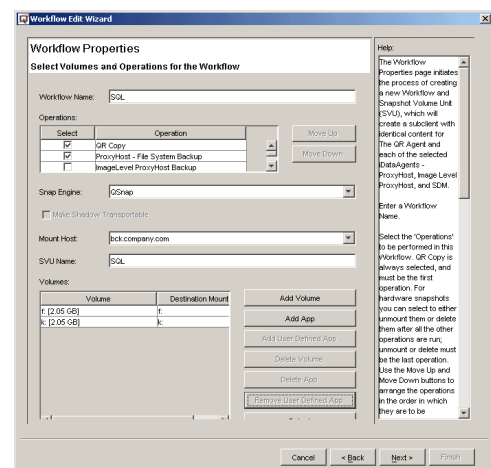 Workflow Edit Wizard
Workflow Properties
Select Volumes and Operations for the Workflow
Workflow Name: SQL
Operations:
Select Operation
QR Copy
ProxyHost - File System Backup
ImageLevel ProxyHost Backup
Move Up
Move Down
Snap Engine: QSnap
Make Shadow Transportable
Mount Host: bck.company.com
SVU Name: SQL
Volumes:
Volume Destination Mount
f: [2.05 GB] f:
k: [2.05 GB] k:
Add Volume
Add App
Add User Defined App
Delete Volume
Delete App
Remove User Defined App
Help:
The Workflow
Properties page initiates
the process of creating
a new Workflow and
Snapshot Volume Unit
(SVU), which will
create a subclient with
identical content for
The QR Agent and
each of the selected
iDataAgents -
ProxyHost, Image Level
ProxyHost, and SDM.
Enter a Workflow
Name.
Select the 'Operations'
to be performed in this
Workflow. QR Copy is
always selected, and
must be the first
operation. For
hardware snapshots
you can select to either
unmount them or delete
them after all the other
operations are run;
unmount or delete must
be the last operation.
Use the Move Up and
Move Down buttons to
arrange the operations
in the order in which
they are to be
Cancel
< Back
Next >
Finish